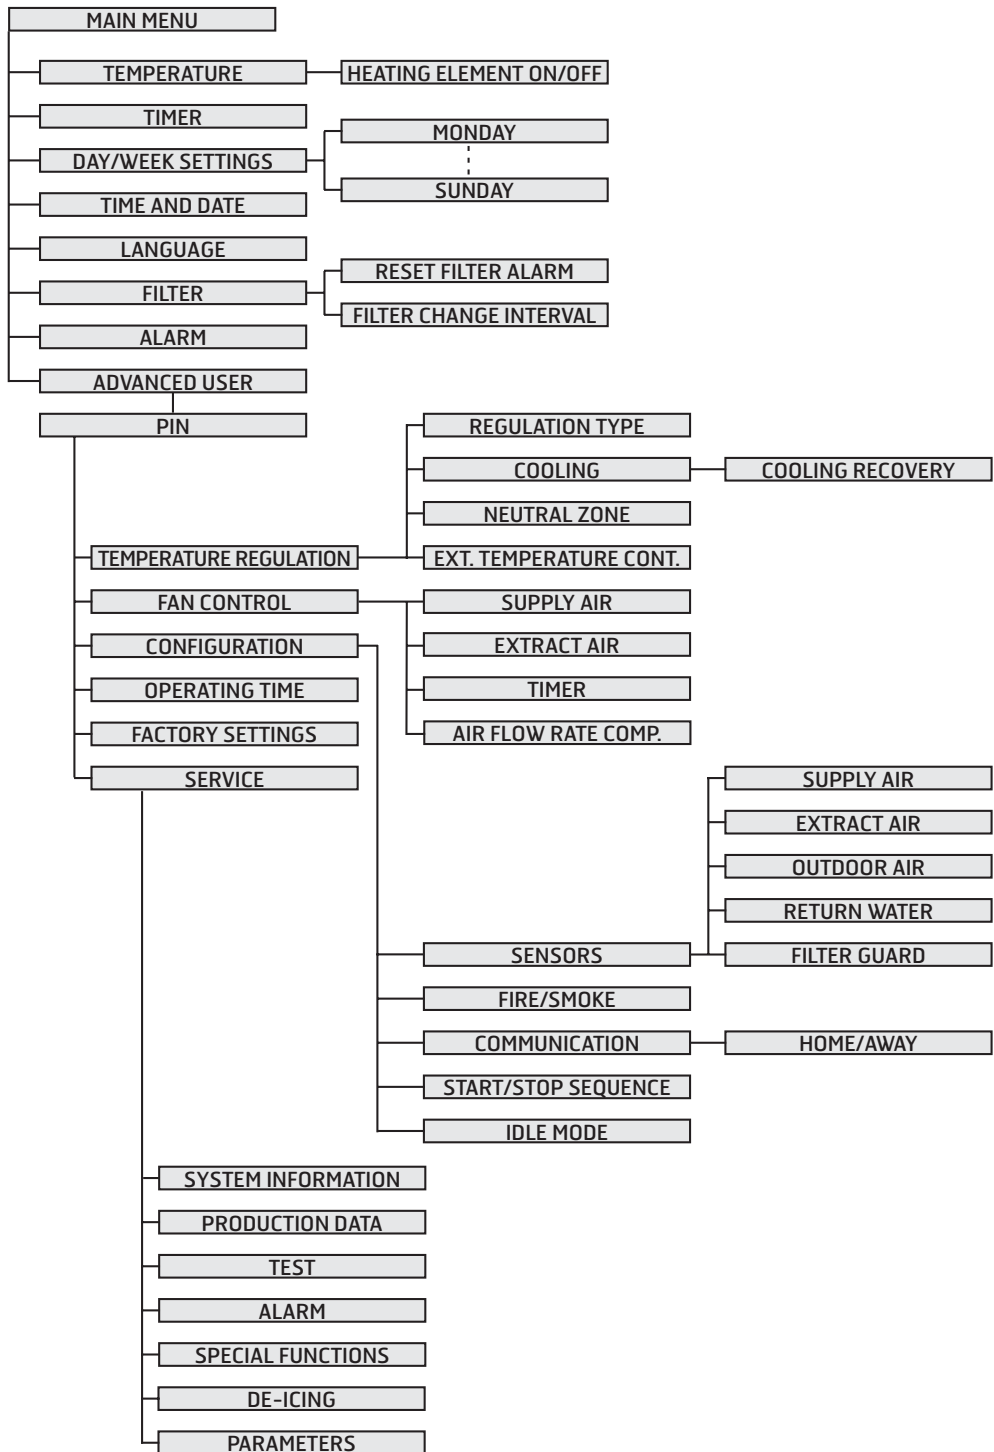 MAIN MENU
TEMPERATURE
HEATING ELEMENT ON/OFF
TIMER
DAY/WEEK SETTINGS
MONDAY
SUNDAY
TIME AND DATE
LANGUAGE
FILTER
RESET FILTER ALARM
FILTER CHANGE INTERVAL
ALARM
ADVANCED USER
PIN
TEMPERATURE REGULATION
REGULATION TYPE
COOLING
COOLING RECOVERY
NEUTRAL ZONE
EXT. TEMPERATURE CONT.
FAN CONTROL
SUPPLY AIR
EXTRACT AIR
TIMER
AIR FLOW RATE COMP.
CONFIGURATION
SENSORS
SUPPLY AIR
EXTRACT AIR
OUTDOOR AIR
RETURN WATER
FILTER GUARD
FIRE/SMOKE
COMMUNICATION
HOME/AWAY
START/STOP SEQUENCE
IDLE MODE
OPERATING TIME
FACTORY SETTINGS
SERVICE
SYSTEM INFORMATION
PRODUCTION DATA
TEST
ALARM
SPECIAL FUNCTIONS
DE-ICING
PARAMETERS